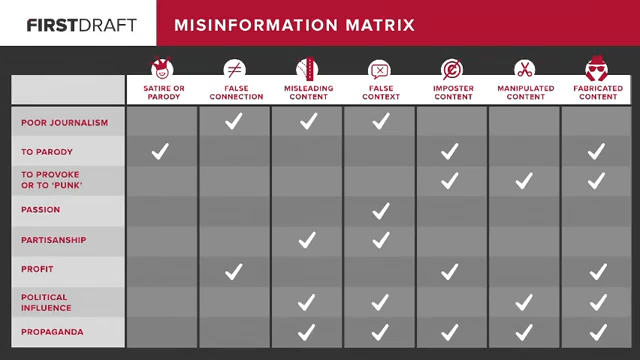 FIRSTDRAFT
MISINFORMATION MATRIX
SATIRE OR
PARODY
FALSE
CONNECTION
MISLEADING
CONTENT
FALSE
CONTEXT
IMPOSTER
CONTENT
MANIPULATED
CONTENT
FABRICATED
CONTENT
POOR JOURNALISM
TO PARODY
TO PROVOKE
OR TO 'PUNK'
PASSION
PARTISANSHIP
PROFIT
POLITICAL
INFLUENCE
PROPAGANDA